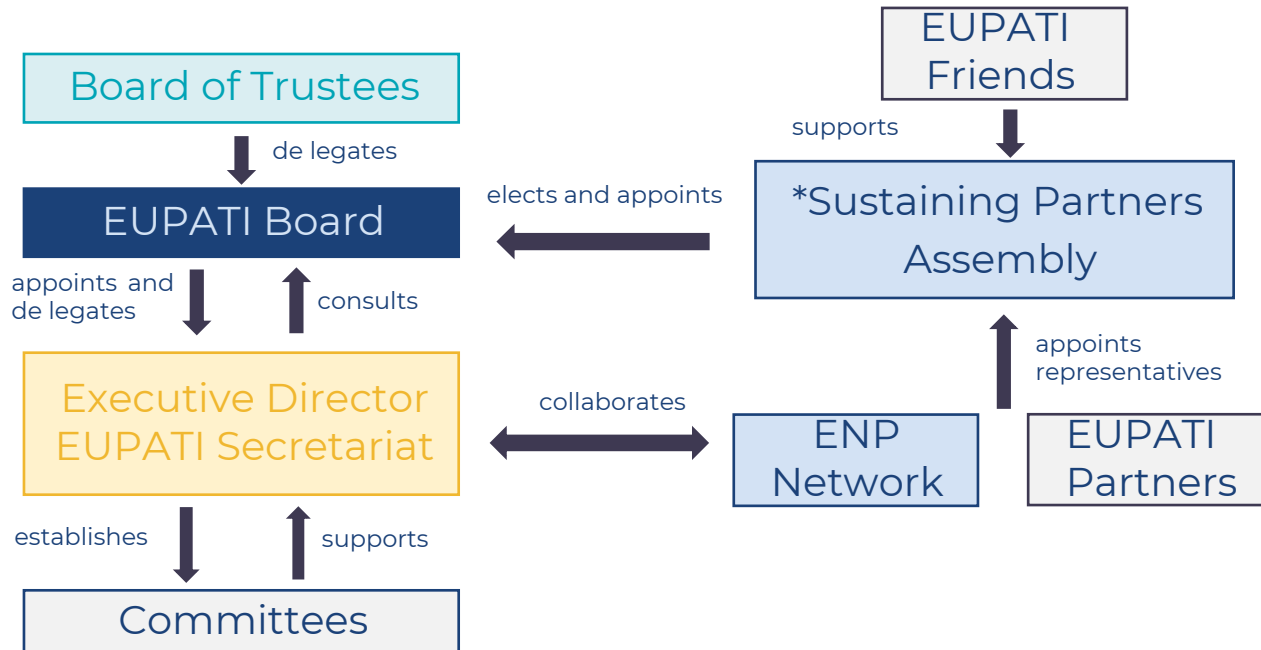 EUPATI
Friends
Board of Trustees
supports
de legates
*Sustaining Partners
Assembly
elects and appoints
EUPATI Board
appoints and
de legates
consults
appoints
representatives
Executive Director
EUPATI Secretariat
collaborates
ENP
Network
EUPATI
Partners
establishes
supports
Committees